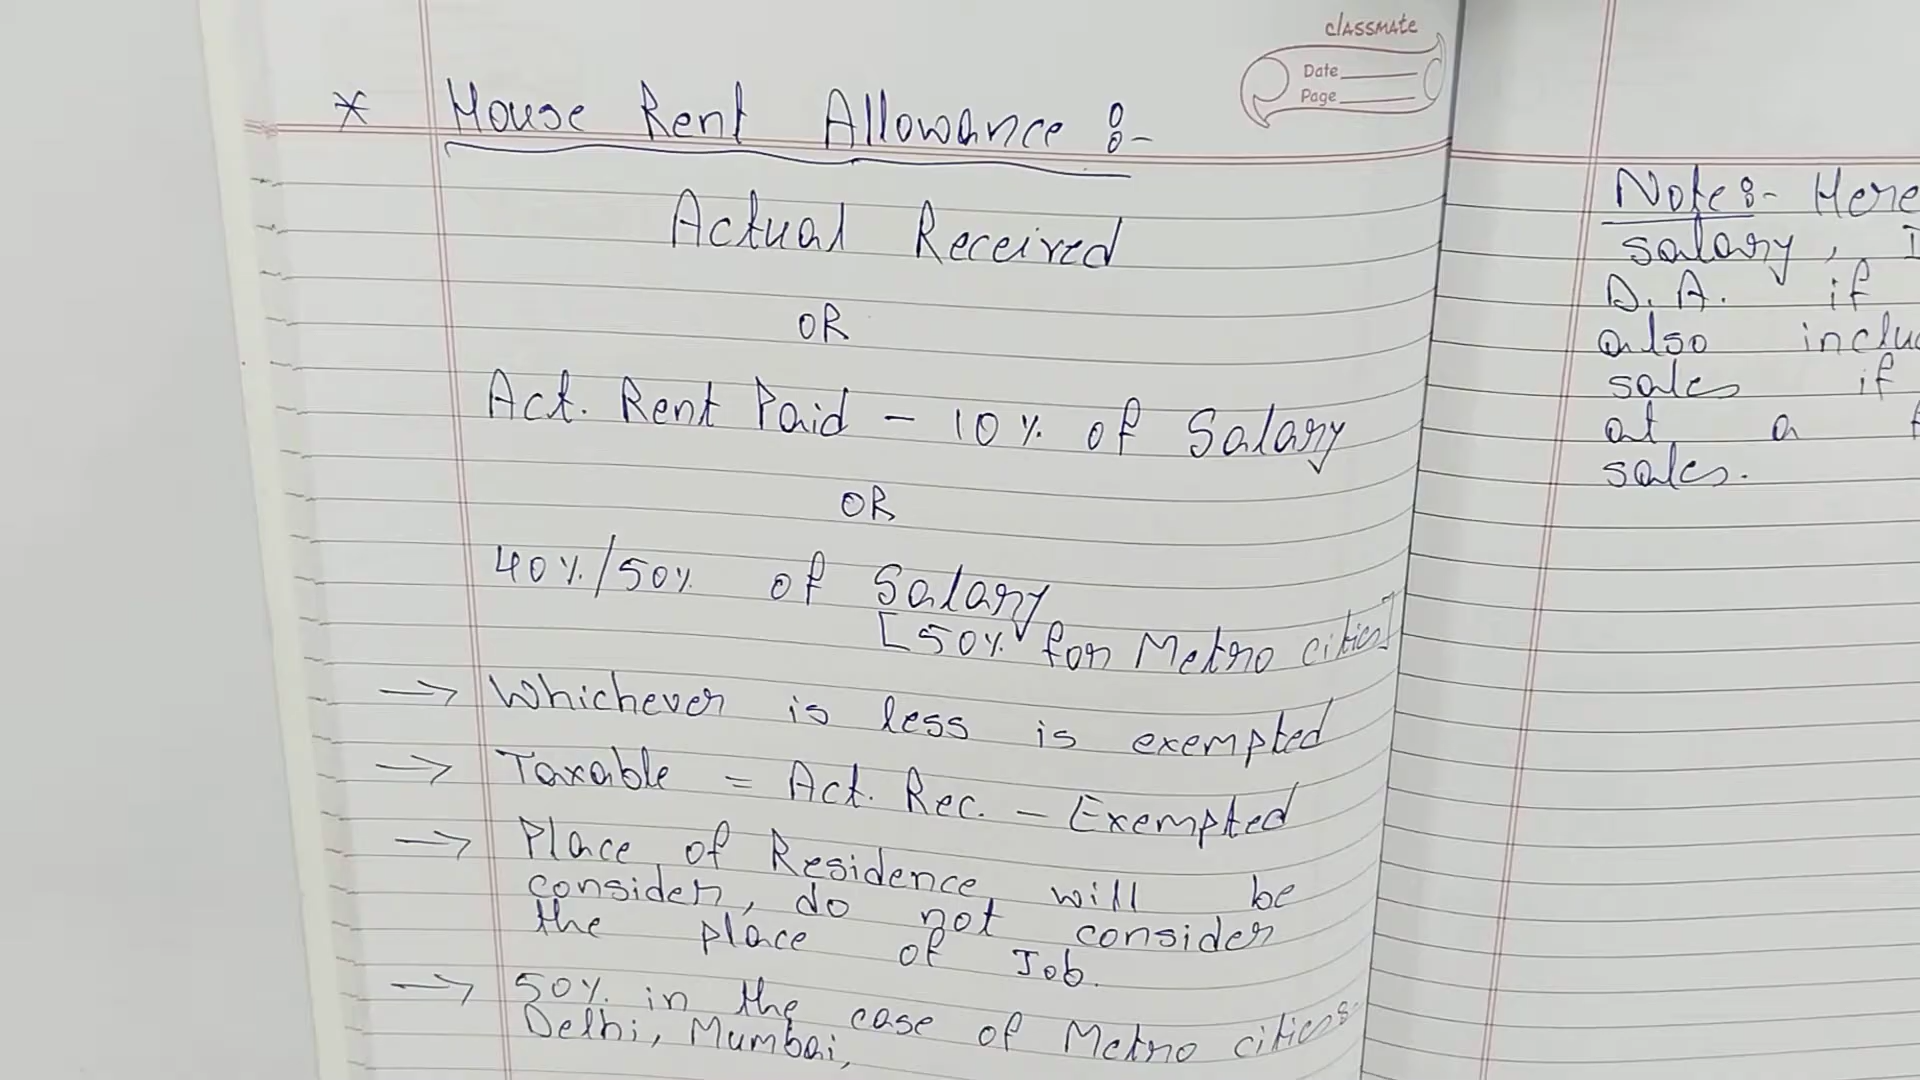 classmate
Date
Page
* House Rent Allowance :-
Actual Received
OR
Act. Rent Paid - 10% of Salary
OR
40%/50% of Salary
[50% for Metro cities]
→ Whichever is less is exempted
→ Taxable = Act. Rec. - Exempted
→ Place of Residence will be
consider, do not consider
the place of Job.
→ 50% in the case of Metro cities-
Delhi, Mumbai,
Note:- Here
salary,
D.A. if
also
sales if
at a
sales.